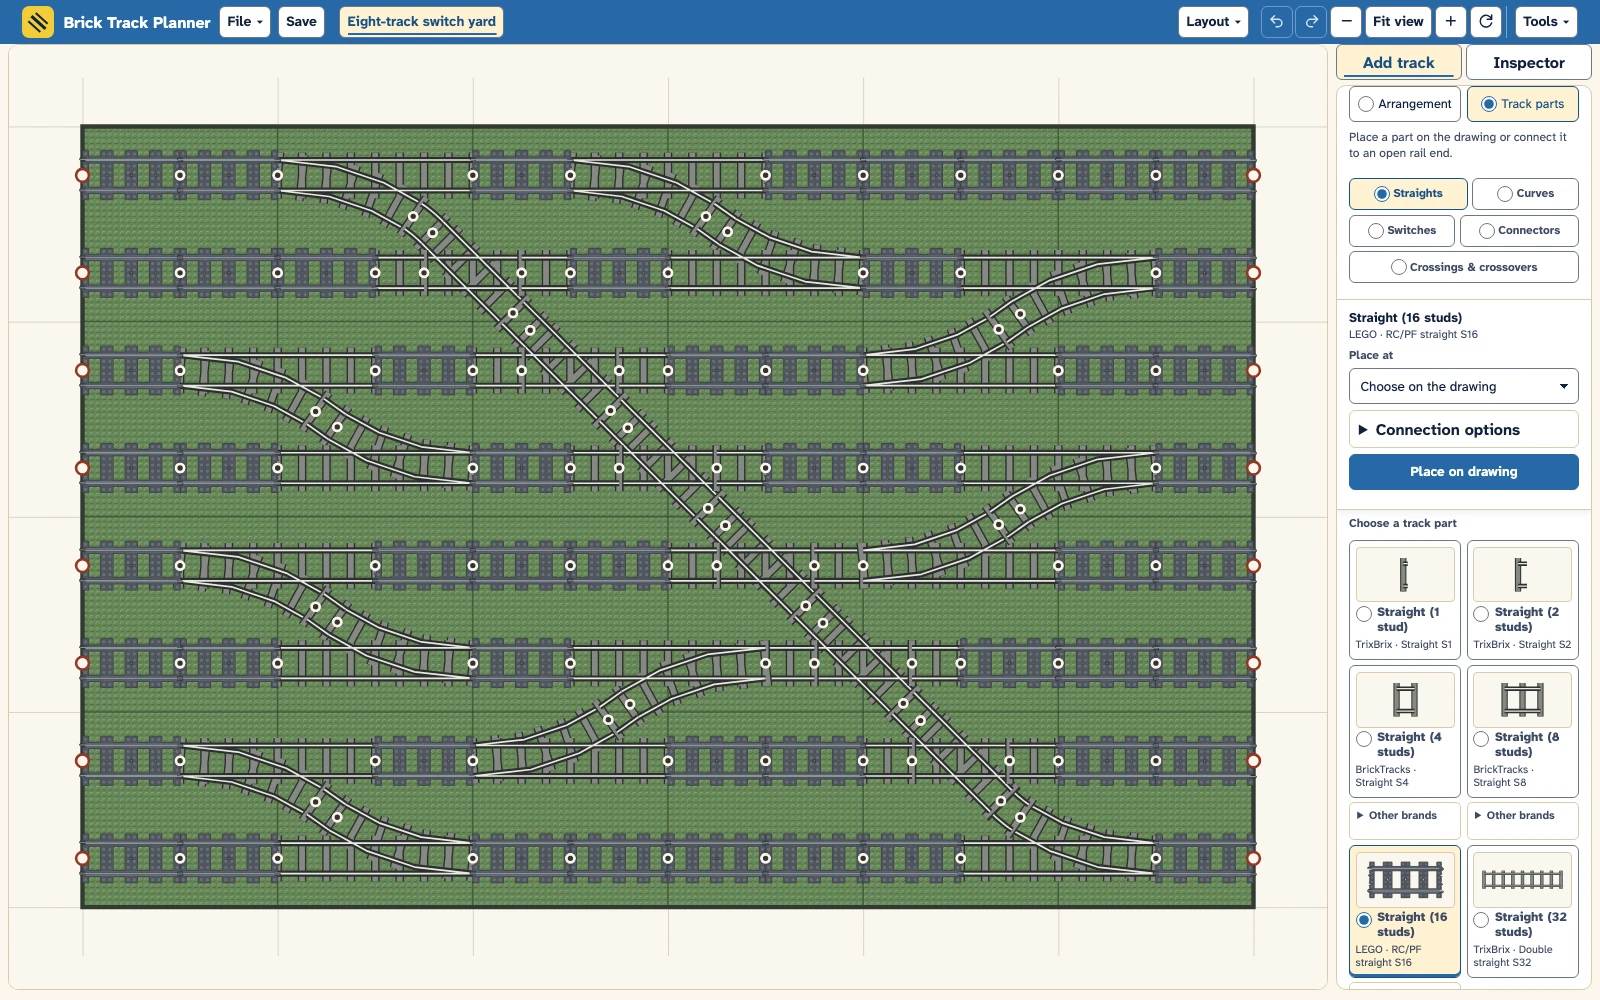 Brick Track Planner
File
Save
Eight-track switch yard
Layout
Fit view
Tools
Add track
Inspector
Arrangement
Track parts
Place a part on the drawing or connect it
to an open rail end.
Straights
Curves
Switches
Connectors
Crossings & crossovers
Straight (16 studs)
LEGO · RC/PF straight S16
Place at
Choose on the drawing
Connection options
Place on drawing
Choose a track part
Straight (1
stud)
TrixBrix · Straight S1
Straight (2
studs)
TrixBrix · Straight S2
Straight (4
studs)
BrickTracks ·
Straight S4
Straight (8
studs)
BrickTracks ·
Straight S8
Other brands
Other brands
Straight (16
studs)
LEGO · RC/PF
straight S16
Straight (32
studs)
TrixBrix · Double
straight S32